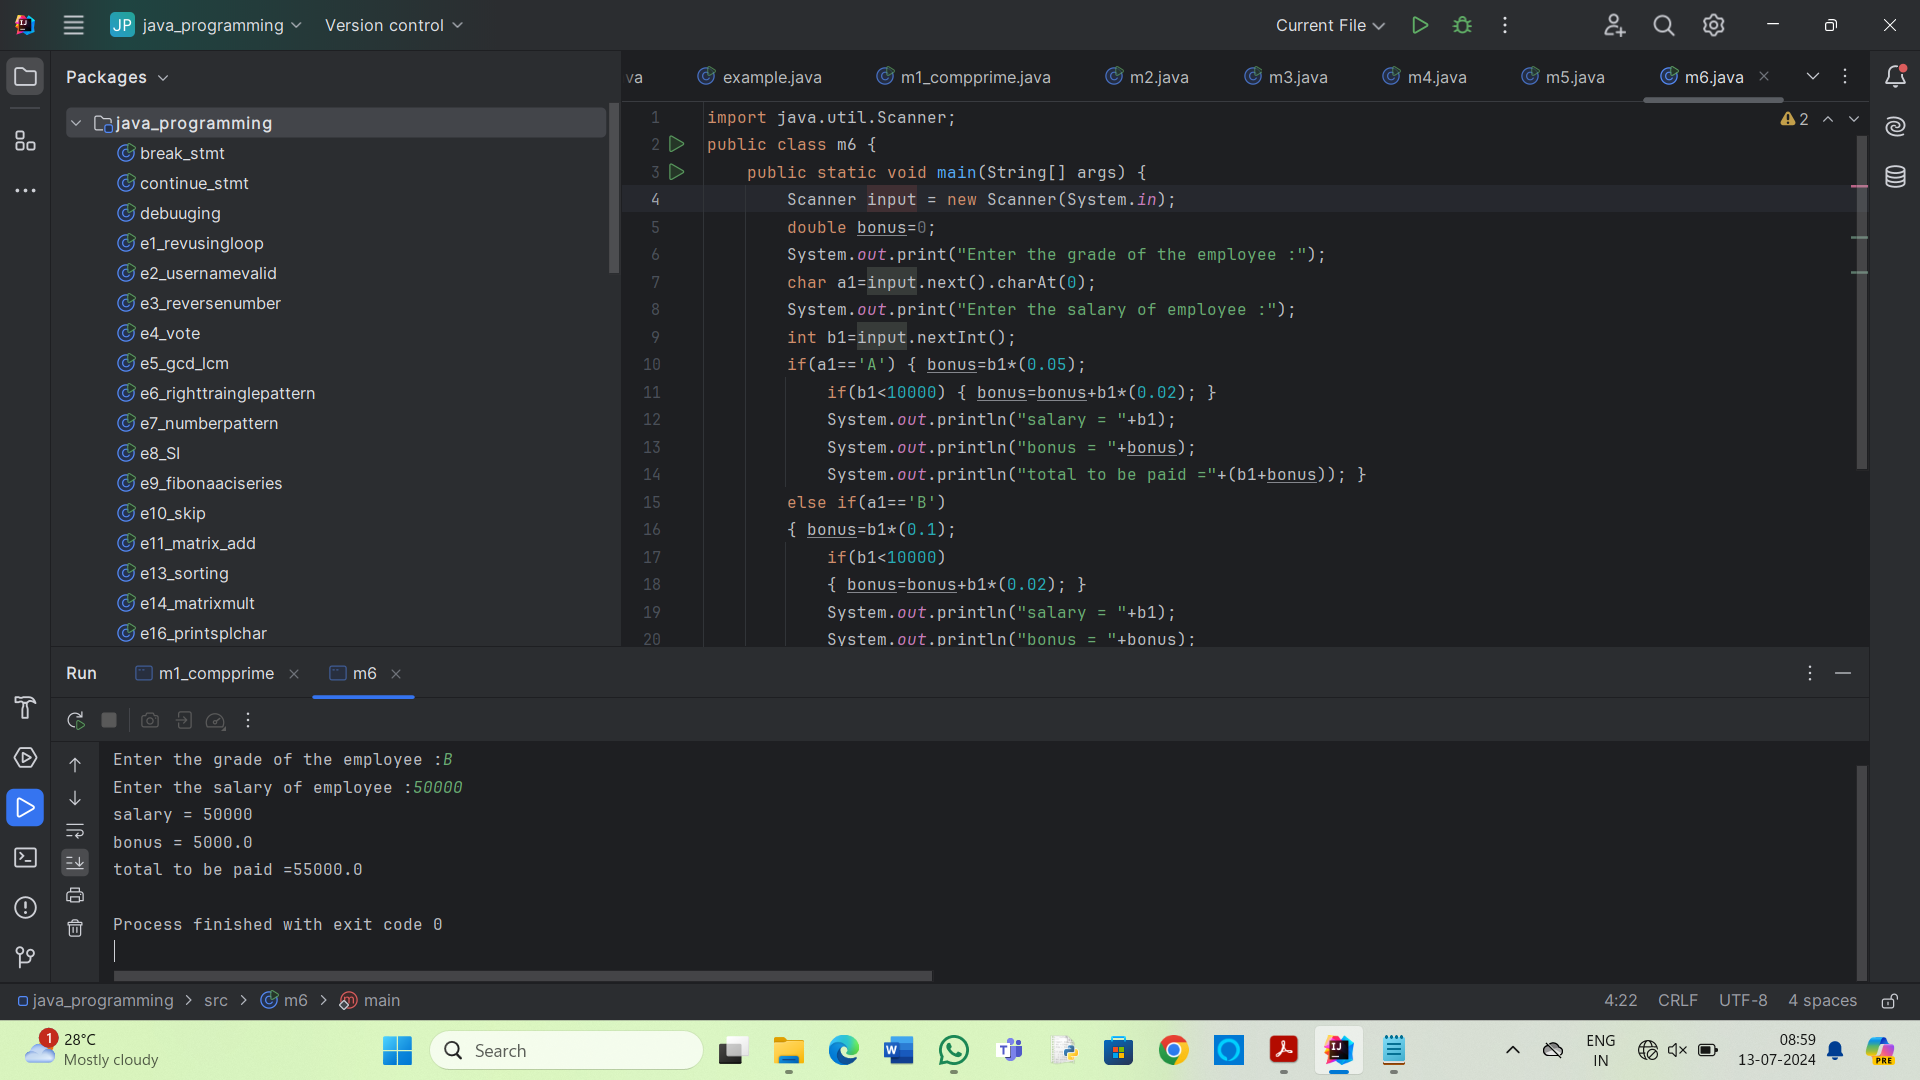 JP java_programming Version control Current File
Packages
va example.java m1_compprime.java m2.java m3.java m4.java m5.java m6.java
java_programming
break_stmt
continue_stmt
debuuging
e1_revusingloop
e2_usernamevalid
e3_reversenumber
e4_vote
e5_gcd_lcm
e6_righttrainglepattern
e7_numberpattern
e8_SI
e9_fibonaaciseries
e10_skip
e11_matrix_add
e13_sorting
e14_matrixmult
e16_printsplchar
2
1 import java.util.Scanner;
2 public class m6 {
3 public static void main(String[] args) {
4 Scanner input = new Scanner(System.in);
5 double bonus=0;
6 System.out.print("Enter the grade of the employee :");
7 char a1=input.next().charAt(0);
8 System.out.print("Enter the salary of employee :");
9 int b1=input.nextInt();
10 if(a1=='A') { bonus=b1*(0.05);
11 if(b1<10000) { bonus=bonus+b1*(0.02); }
12 System.out.println("salary = "+b1);
13 System.out.println("bonus = "+bonus);
14 System.out.println("total to be paid ="+(b1+bonus)); }
15 else if(a1=='B')
16 { bonus=b1*(0.1);
17 if(b1<10000)
18 { bonus=bonus+b1*(0.02); }
19 System.out.println("salary = "+b1);
20 System.out.println("bonus = "+bonus);
Run m1_compprime m6
Enter the grade of the employee :B
Enter the salary of employee :50000
salary = 50000
bonus = 5000.0
total to be paid =55000.0
Process finished with exit code 0
java_programming > src > m6 > main 4:22 CRLF UTF-8 4 spaces
1 28°C
Mostly cloudy
Search
ENG
IN
08:59
13-07-2024
PRE